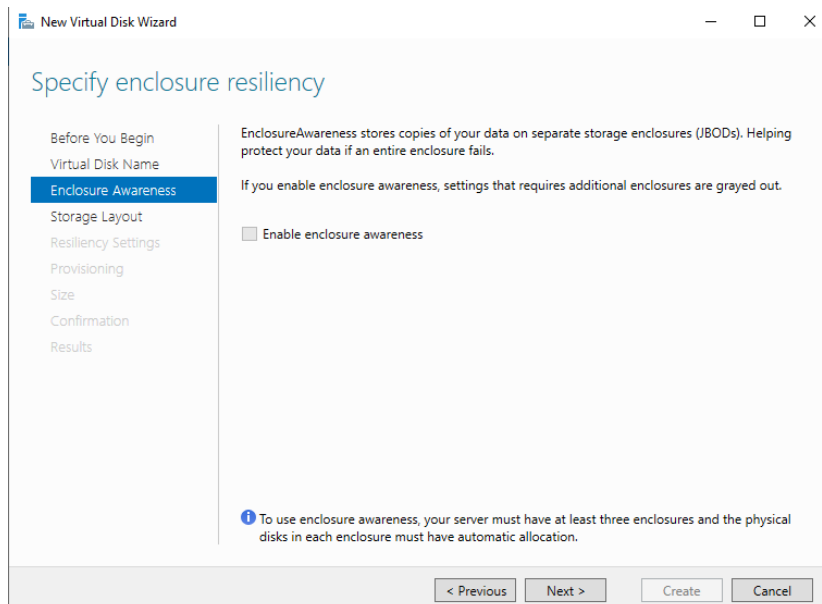 New Virtual Disk Wizard
Specify enclosure resiliency
Before You Begin
Virtual Disk Name
Enclosure Awareness
Storage Layout
Resiliency Settings
Provisioning
Size
Confirmation
Results
EnclosureAwareness stores copies of your data on separate storage enclosures (JBODs). Helping
protect your data if an entire enclosure fails.
If you enable enclosure awareness, settings that requires additional enclosures are grayed out.
Enable enclosure awareness
To use enclosure awareness, your server must have at least three enclosures and the physical
disks in each enclosure must have automatic allocation.
< Previous
Next >
Create
Cancel